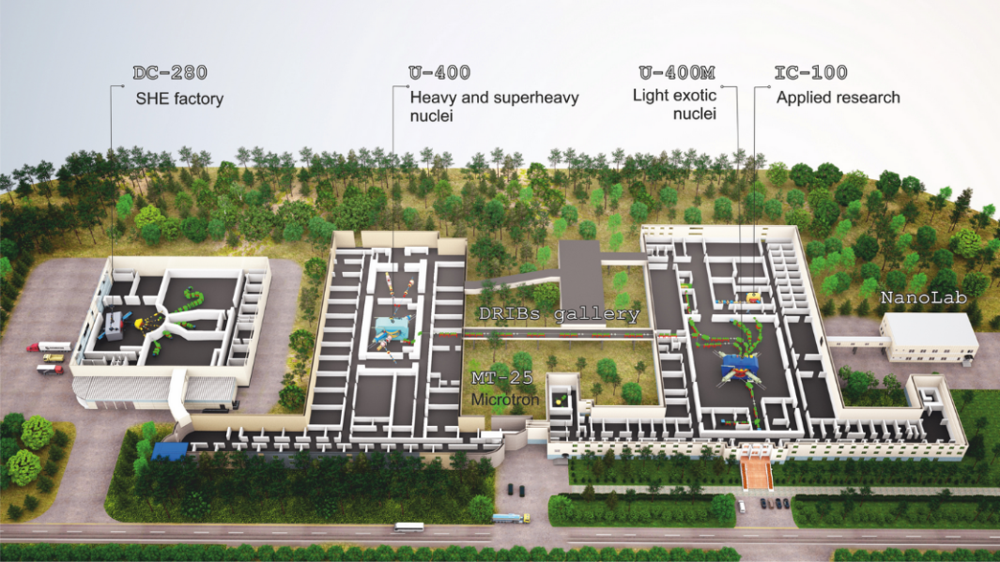 DC-280
SHE factory
U-400
Heavy and superheavy
nuclei
U-400M
Light exotic
nuclei
IC-100
Applied research
NanoLab
DRIBs gallery
MT-25
Microtron